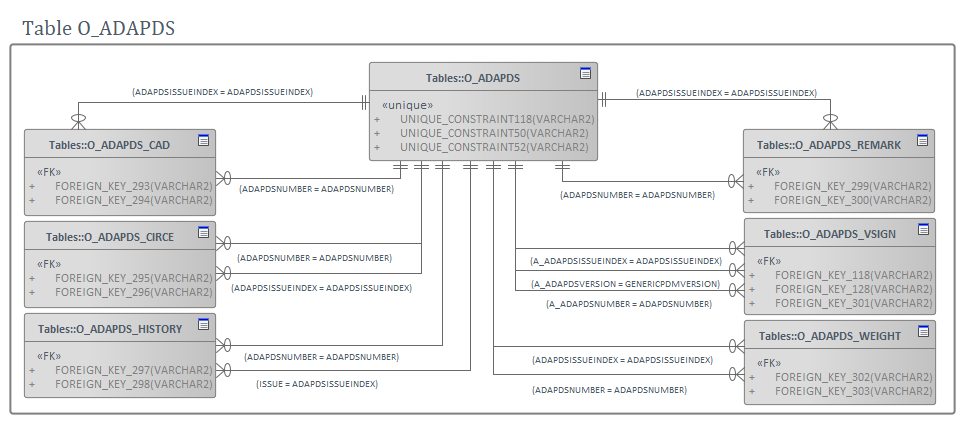 Table O_ADAPDS
Tables::O_ADAPDS
«unique»
+ UNIQUE_CONSTRAINT118(VARCHAR2)
+ UNIQUE_CONSTRAINT50(VARCHAR2)
+ UNIQUE_CONSTRAINT52(VARCHAR2)
(ADAPDSISSUEINDEX = ADAPDSISSUEINDEX)
(ADAPDSISSUEINDEX = ADAPDSISSUEINDEX)
Tables::O_ADAPDS_CAD
«FK»
+ FOREIGN_KEY_293(VARCHAR2)
+ FOREIGN_KEY_294(VARCHAR2)
(ADAPDSNUMBER = ADAPDSNUMBER)
Tables::O_ADAPDS_REMARK
«FK»
+ FOREIGN_KEY_299(VARCHAR2)
+ FOREIGN_KEY_300(VARCHAR2)
(ADAPDSNUMBER = ADAPDSNUMBER)
Tables::O_ADAPDS_CIRCE
«FK»
+ FOREIGN_KEY_295(VARCHAR2)
+ FOREIGN_KEY_296(VARCHAR2)
(ADAPDSNUMBER = ADAPDSNUMBER)
(ADAPDSISSUEINDEX = ADAPDSISSUEINDEX)
Tables::O_ADAPDS_VSIGN
«FK»
+ FOREIGN_KEY_118(VARCHAR2)
+ FOREIGN_KEY_128(VARCHAR2)
+ FOREIGN_KEY_301(VARCHAR2)
(A_ADAPDSISSUEINDEX = ADAPDSISSUEINDEX)
(A_ADAPDSVERSION = GENERICPDMVERSION)
(A_ADAPDSNUMBER = ADAPDSNUMBER)
Tables::O_ADAPDS_HISTORY
«FK»
+ FOREIGN_KEY_297(VARCHAR2)
+ FOREIGN_KEY_298(VARCHAR2)
(ADAPDSNUMBER = ADAPDSNUMBER)
(ISSUE = ADAPDSISSUEINDEX)
Tables::O_ADAPDS_WEIGHT
«FK»
+ FOREIGN_KEY_302(VARCHAR2)
+ FOREIGN_KEY_303(VARCHAR2)
(ADAPDSISSUEINDEX = ADAPDSISSUEINDEX)
(ADAPDSNUMBER = ADAPDSNUMBER)